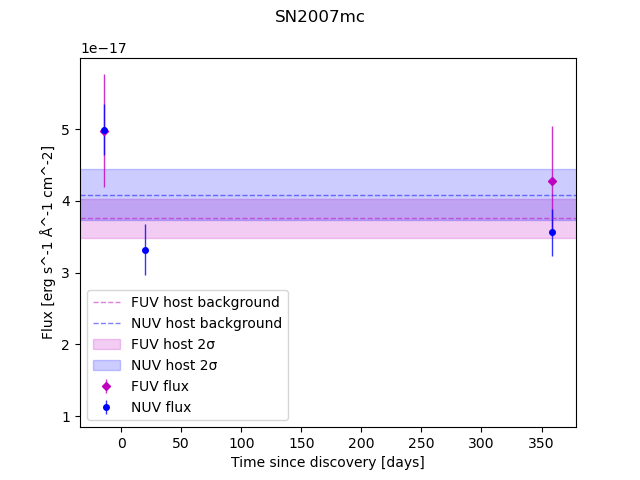 SN2007mc
1e−17
5
4
3
2
1
Flux [erg s^-1 Å^-1 cm^-2]
FUV host background
NUV host background
FUV host 2σ
NUV host 2σ
FUV flux
NUV flux
0 50 100 150 200 250 300 350
Time since discovery [days]